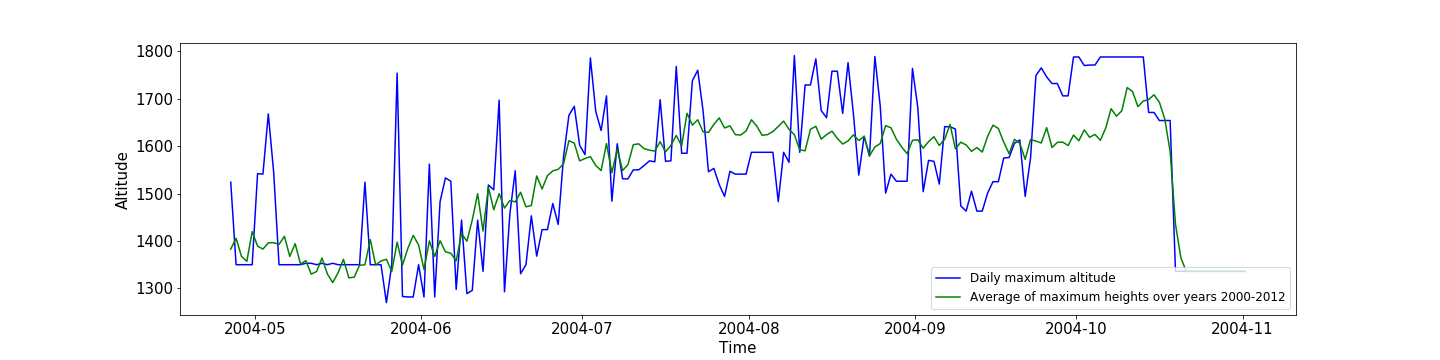 1800
1700
1600
1500
1400
1300
Altitude
Daily maximum altitude
Average of maximum heights over years 2000-2012
2004-05 2004-06 2004-07 2004-08 2004-09 2004-10 2004-11
Time